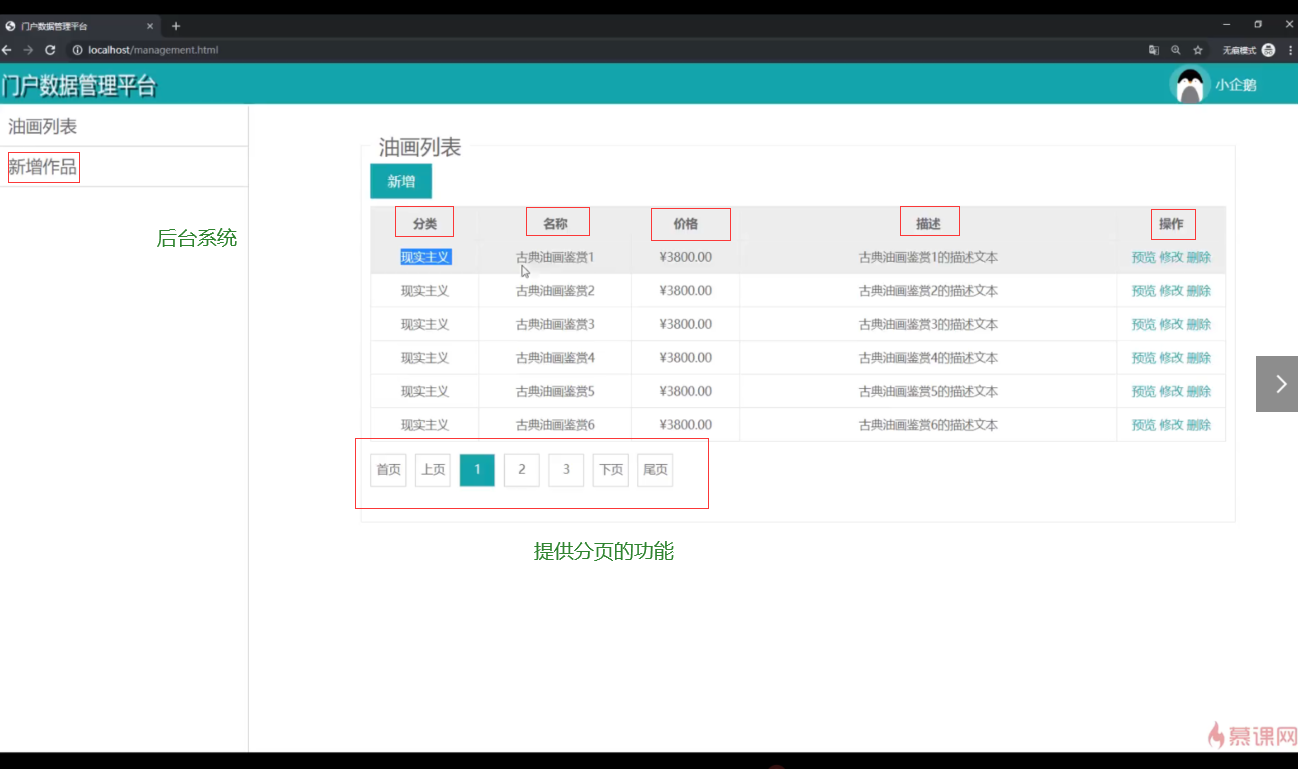 门户数据管理平台
localhost/management.html
无痕模式
门户数据管理平台
小企鹅
油画列表
新增作品
后台系统
油画列表
新增
分类 名称 价格 描述 操作
现实主义 古典油画鉴赏1 ¥3800.00 古典油画鉴赏1的描述文本 预览 修改 删除
现实主义 古典油画鉴赏2 ¥3800.00 古典油画鉴赏2的描述文本 预览 修改 删除
现实主义 古典油画鉴赏3 ¥3800.00 古典油画鉴赏3的描述文本 预览 修改 删除
现实主义 古典油画鉴赏4 ¥3800.00 古典油画鉴赏4的描述文本 预览 修改 删除
现实主义 古典油画鉴赏5 ¥3800.00 古典油画鉴赏5的描述文本 预览 修改 删除
现实主义 古典油画鉴赏6 ¥3800.00 古典油画鉴赏6的描述文本 预览 修改 删除
首页 上页 1 2 3 下页 尾页
提供分页的功能
慕课网